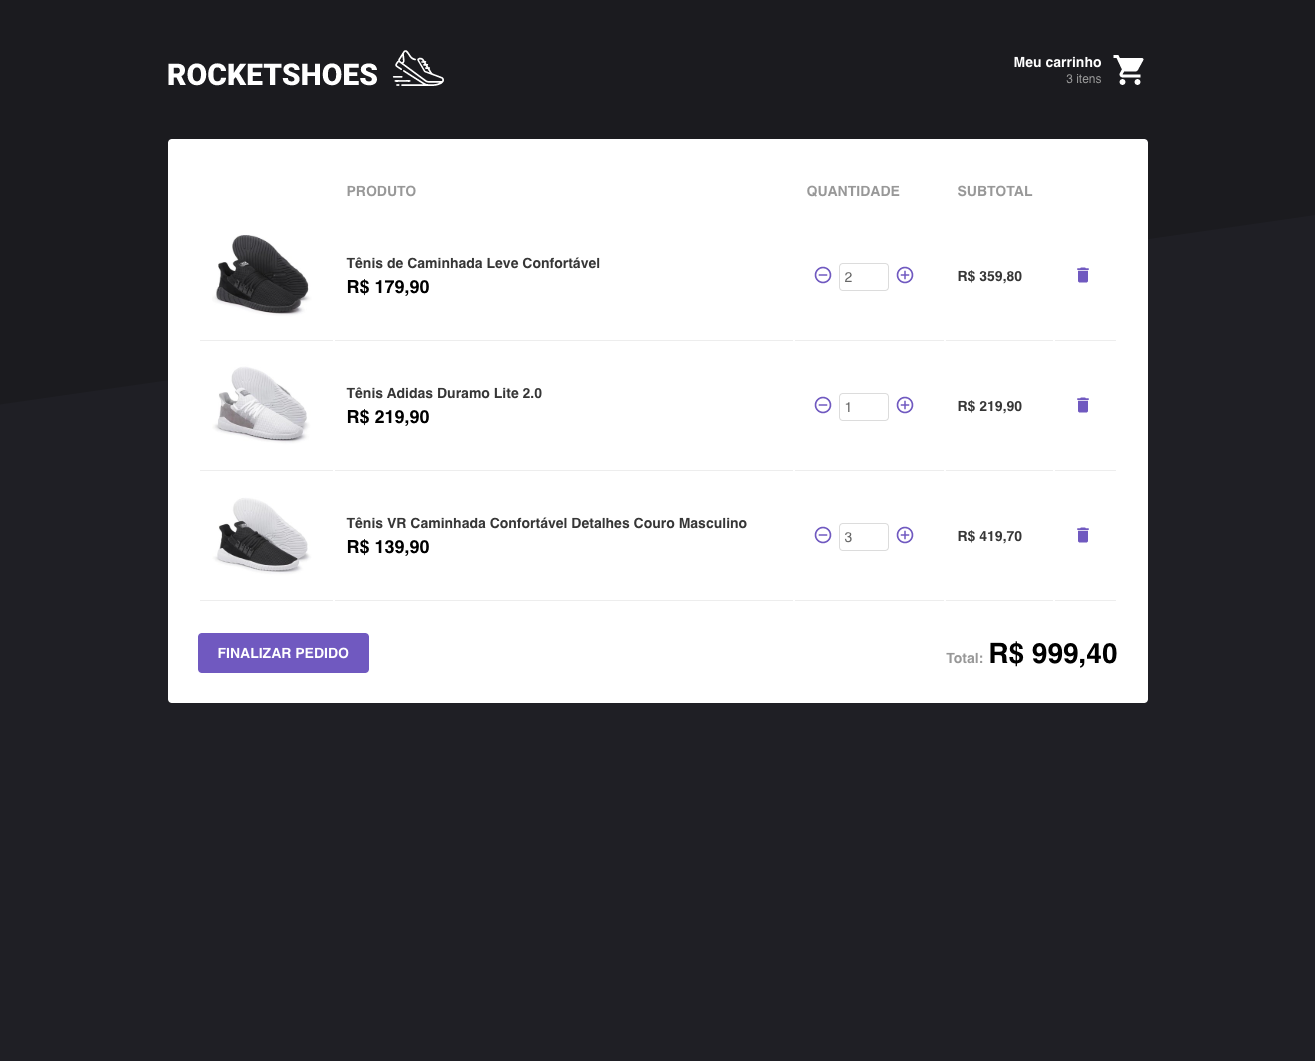 ROCKETSHOES
Meu carrinho
3 itens
PRODUTO QUANTIDADE SUBTOTAL
Tênis de Caminhada Leve Confortável
R$ 179,90
2
R$ 359,80
Tênis Adidas Duramo Lite 2.0
R$ 219,90
1
R$ 219,90
Tênis VR Caminhada Confortável Detalhes Couro Masculino
R$ 139,90
3
R$ 419,70
FINALIZAR PEDIDO
Total: R$ 999,40